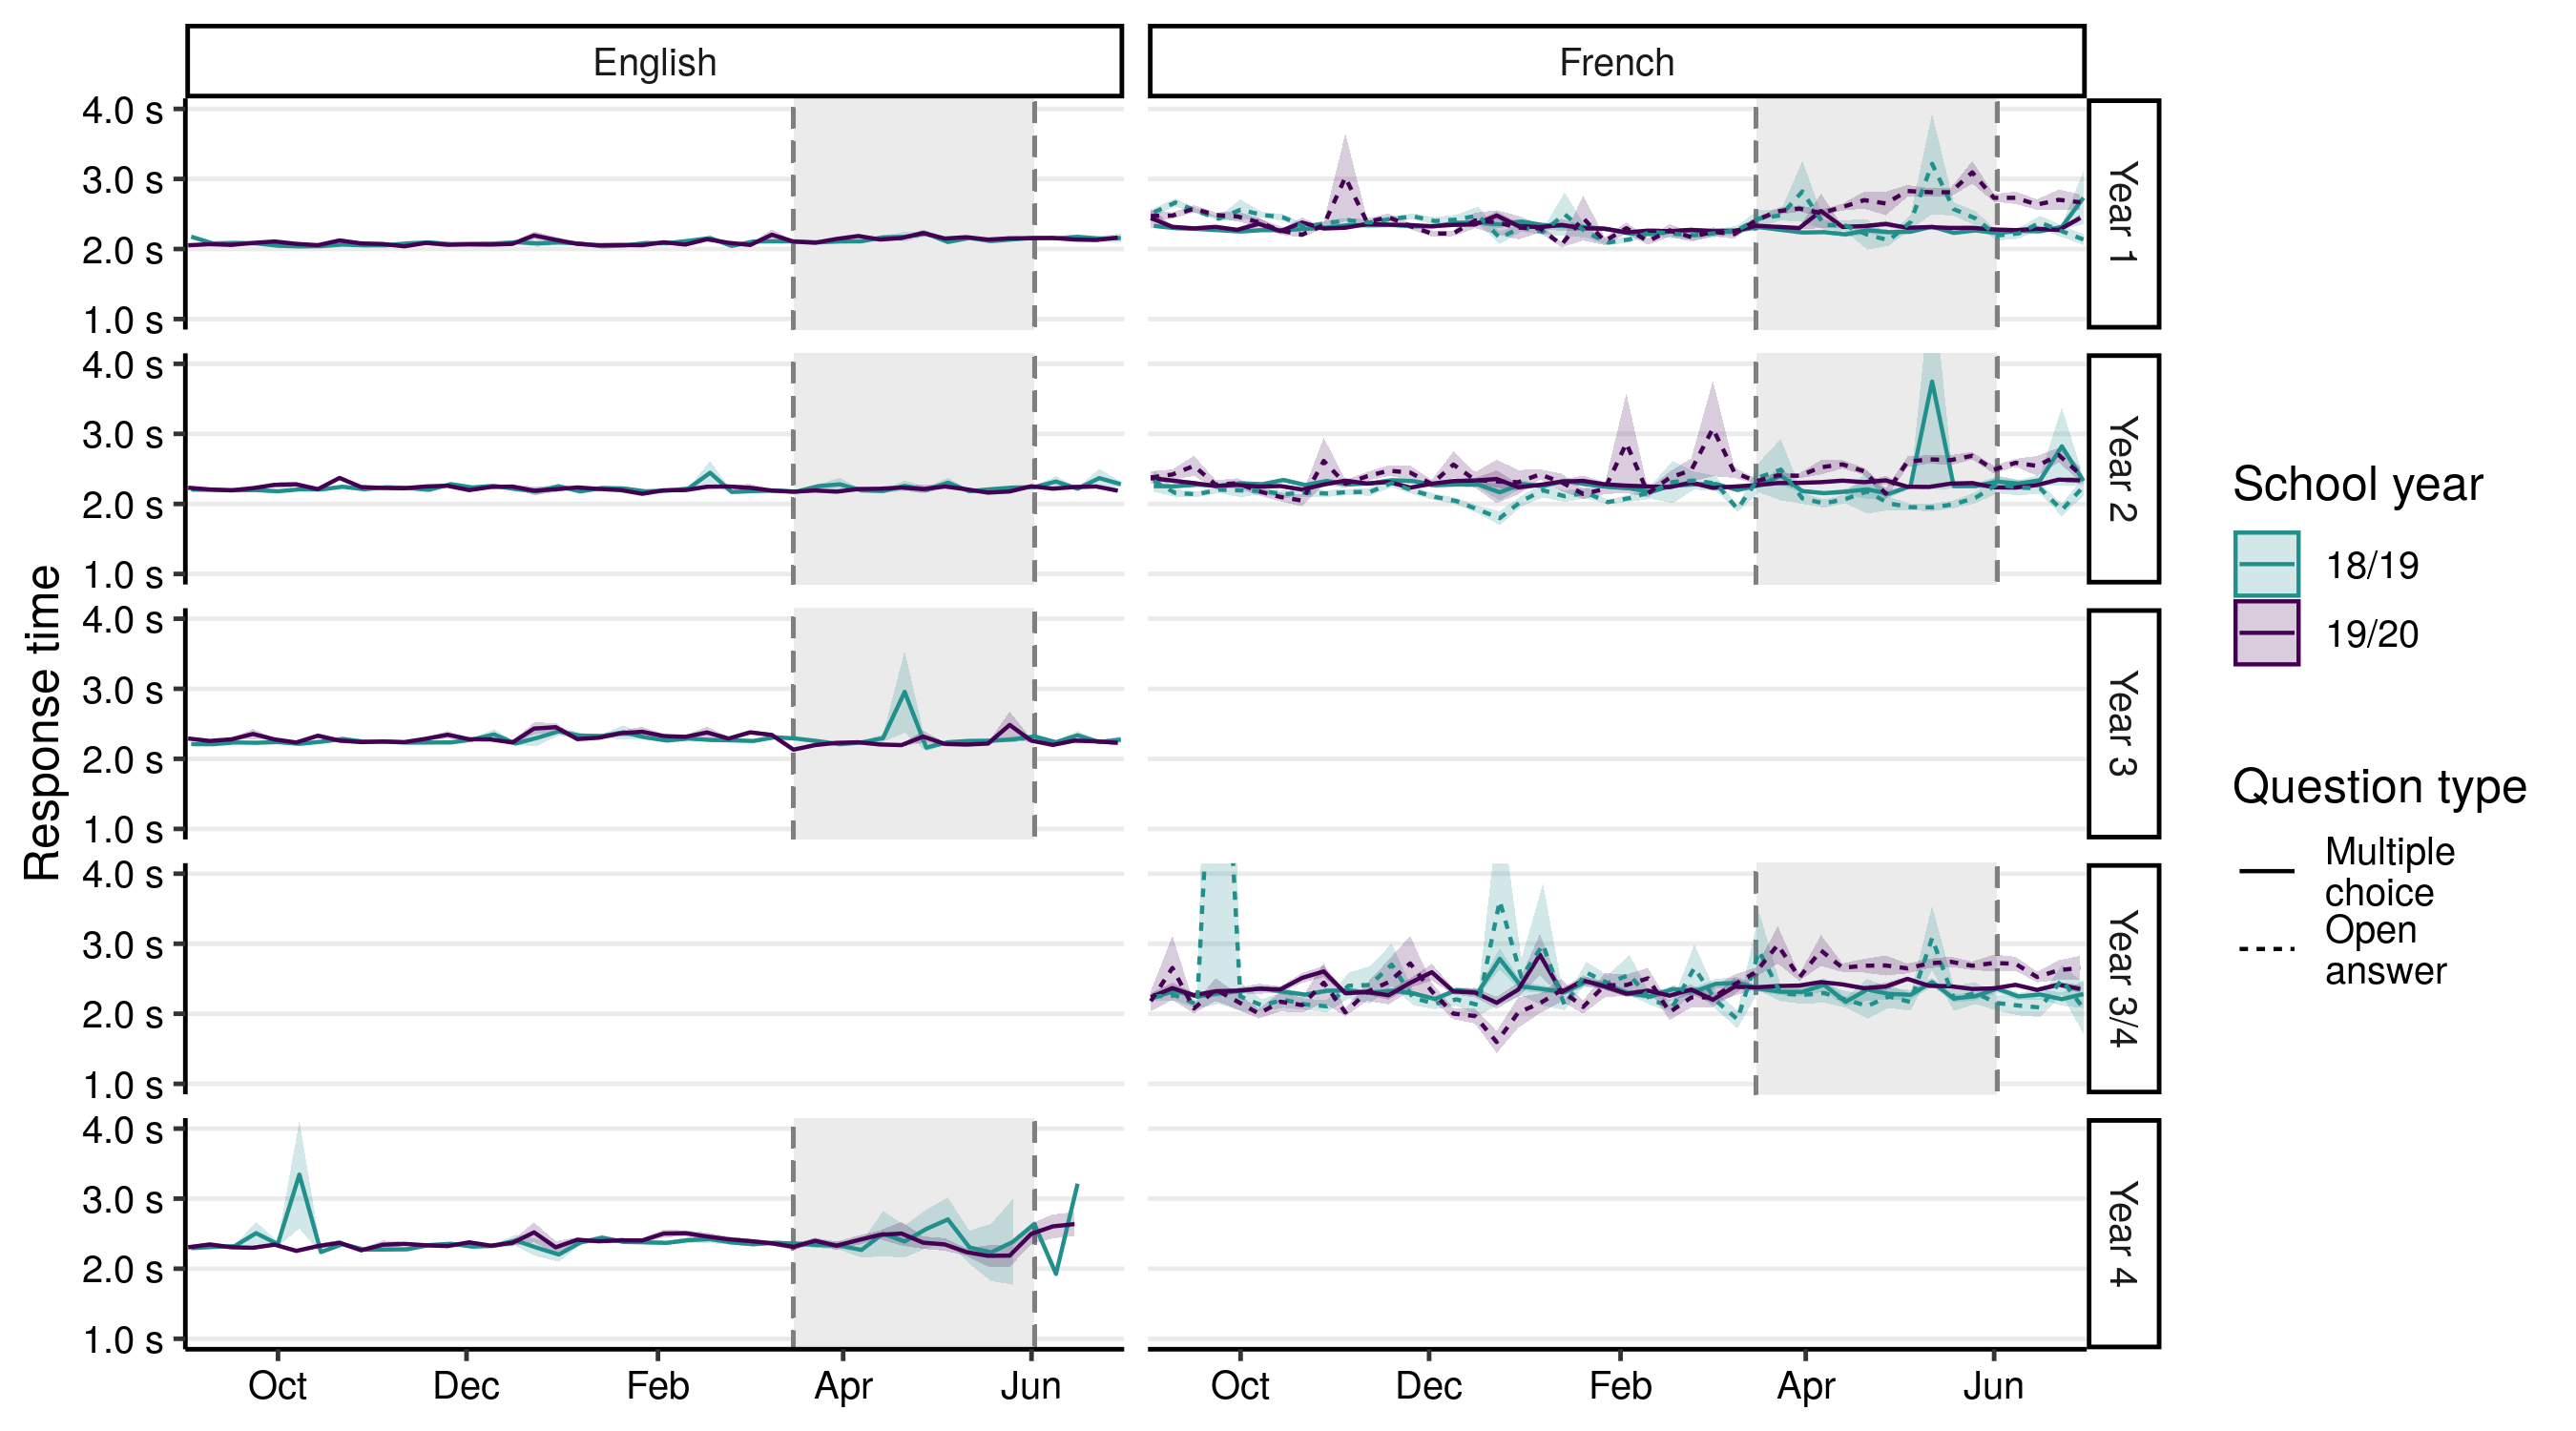 English
French
Response time
4.0 s
3.0 s
2.0 s
1.0 s
Year 1
4.0 s
3.0 s
2.0 s
1.0 s
Year 2
4.0 s
3.0 s
2.0 s
1.0 s
Year 3
4.0 s
3.0 s
2.0 s
1.0 s
Year 3/4
4.0 s
3.0 s
2.0 s
1.0 s
Year 4
Oct Dec Feb Apr Jun
Oct Dec Feb Apr Jun
School year
18/19
19/20
Question type
Multiple
choice
Open
answer